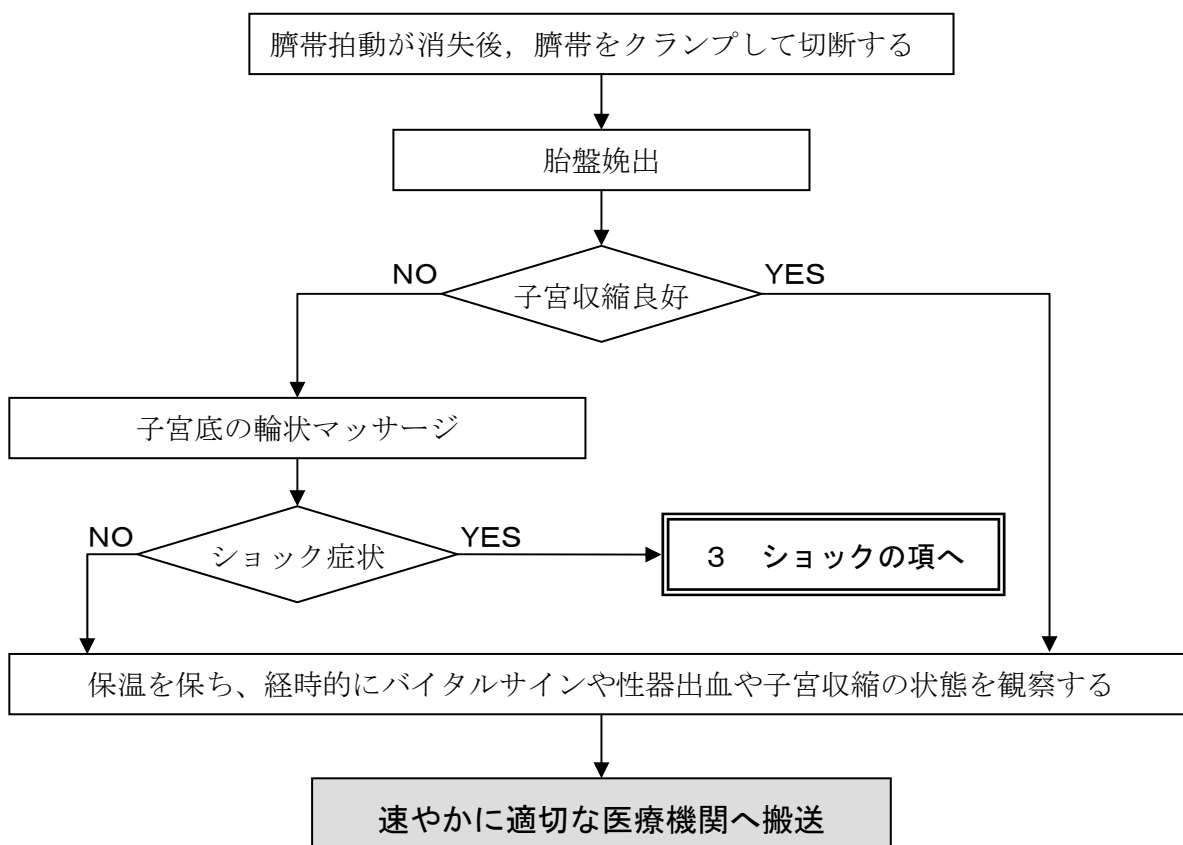 臍帯拍動が消失後，臍帯をクランプして切断する
胎盤娩出
子宮収縮良好
NO
YES
子宮底の輪状マッサージ
ショック症状
NO
YES
３　ショックの項へ
保温を保ち、経時的にバイタルサインや性器出血や子宮収縮の状態を観察する
速やかに適切な医療機関へ搬送